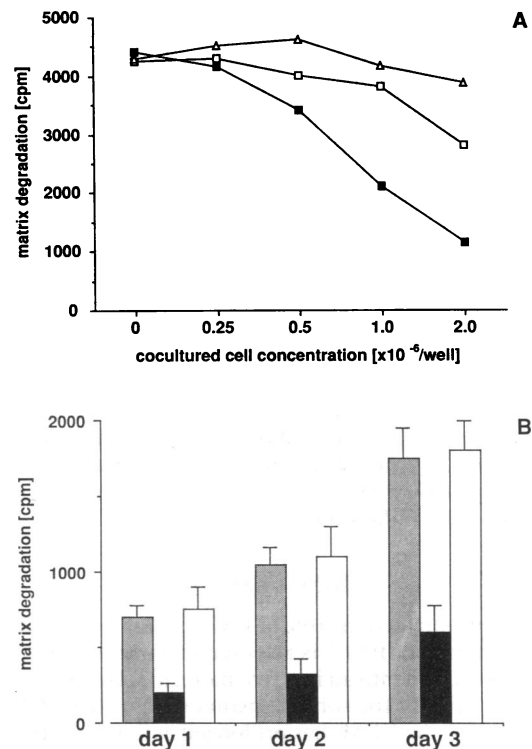 A
matrix degradation [cpm]
5000
4000
3000
2000
1000
0
0 0.25 0.5 1.0 2.0
cocultured cell concentration [x10 -6/well]
B
matrix degradation [cpm]
2000
1000
0
day 1 day 2 day 3